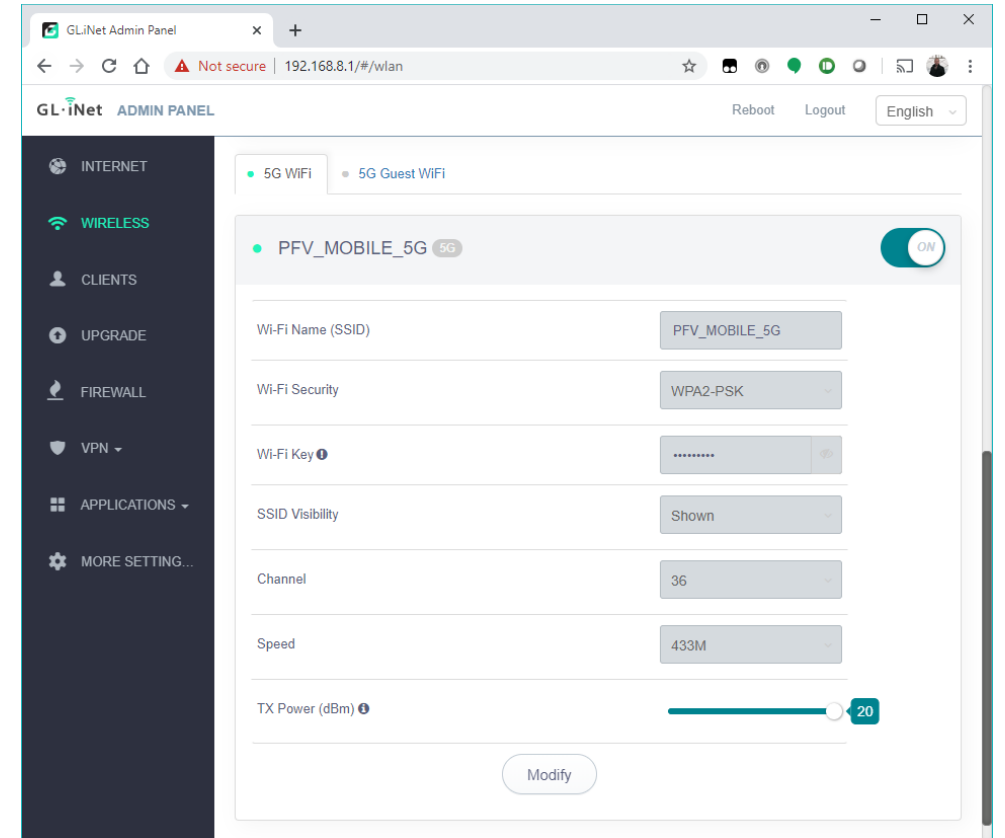 GL.iNet Admin Panel
Not secure | 192.168.8.1/#/wlan
GL·iNet ADMIN PANEL Reboot Logout English
INTERNET
WIRELESS
CLIENTS
UPGRADE
FIREWALL
VPN
APPLICATIONS
MORE SETTING...
5G WiFi 5G Guest WiFi
PFV_MOBILE_5G 5G ON
Wi-Fi Name (SSID) PFV_MOBILE_5G
Wi-Fi Security WPA2-PSK
Wi-Fi Key •••••••••
SSID Visibility Shown
Channel 36
Speed 433M
TX Power (dBm) 20
Modify